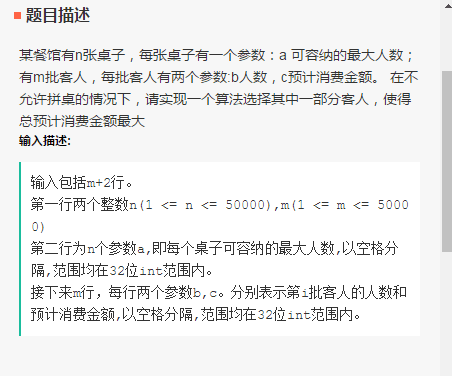 题目描述
某餐馆有n张桌子，每张桌子有一个参数：a 可容纳的最大人数；
有m批客人，每批客人有两个参数:b人数，c预计消费金额。 在不
允许拼桌的情况下，请实现一个算法选择其中一部分客人，使得
总预计消费金额最大
输入描述:
输入包括m+2行。
第一行两个整数n(1 <= n <= 50000),m(1 <= m <= 5000
0)
第二行为n个参数a,即每个桌子可容纳的最大人数,以空格分
隔,范围均在32位int范围内。
接下来m行，每行两个参数b,c。分别表示第i批客人的人数和
预计消费金额,以空格分隔,范围均在32位int范围内。